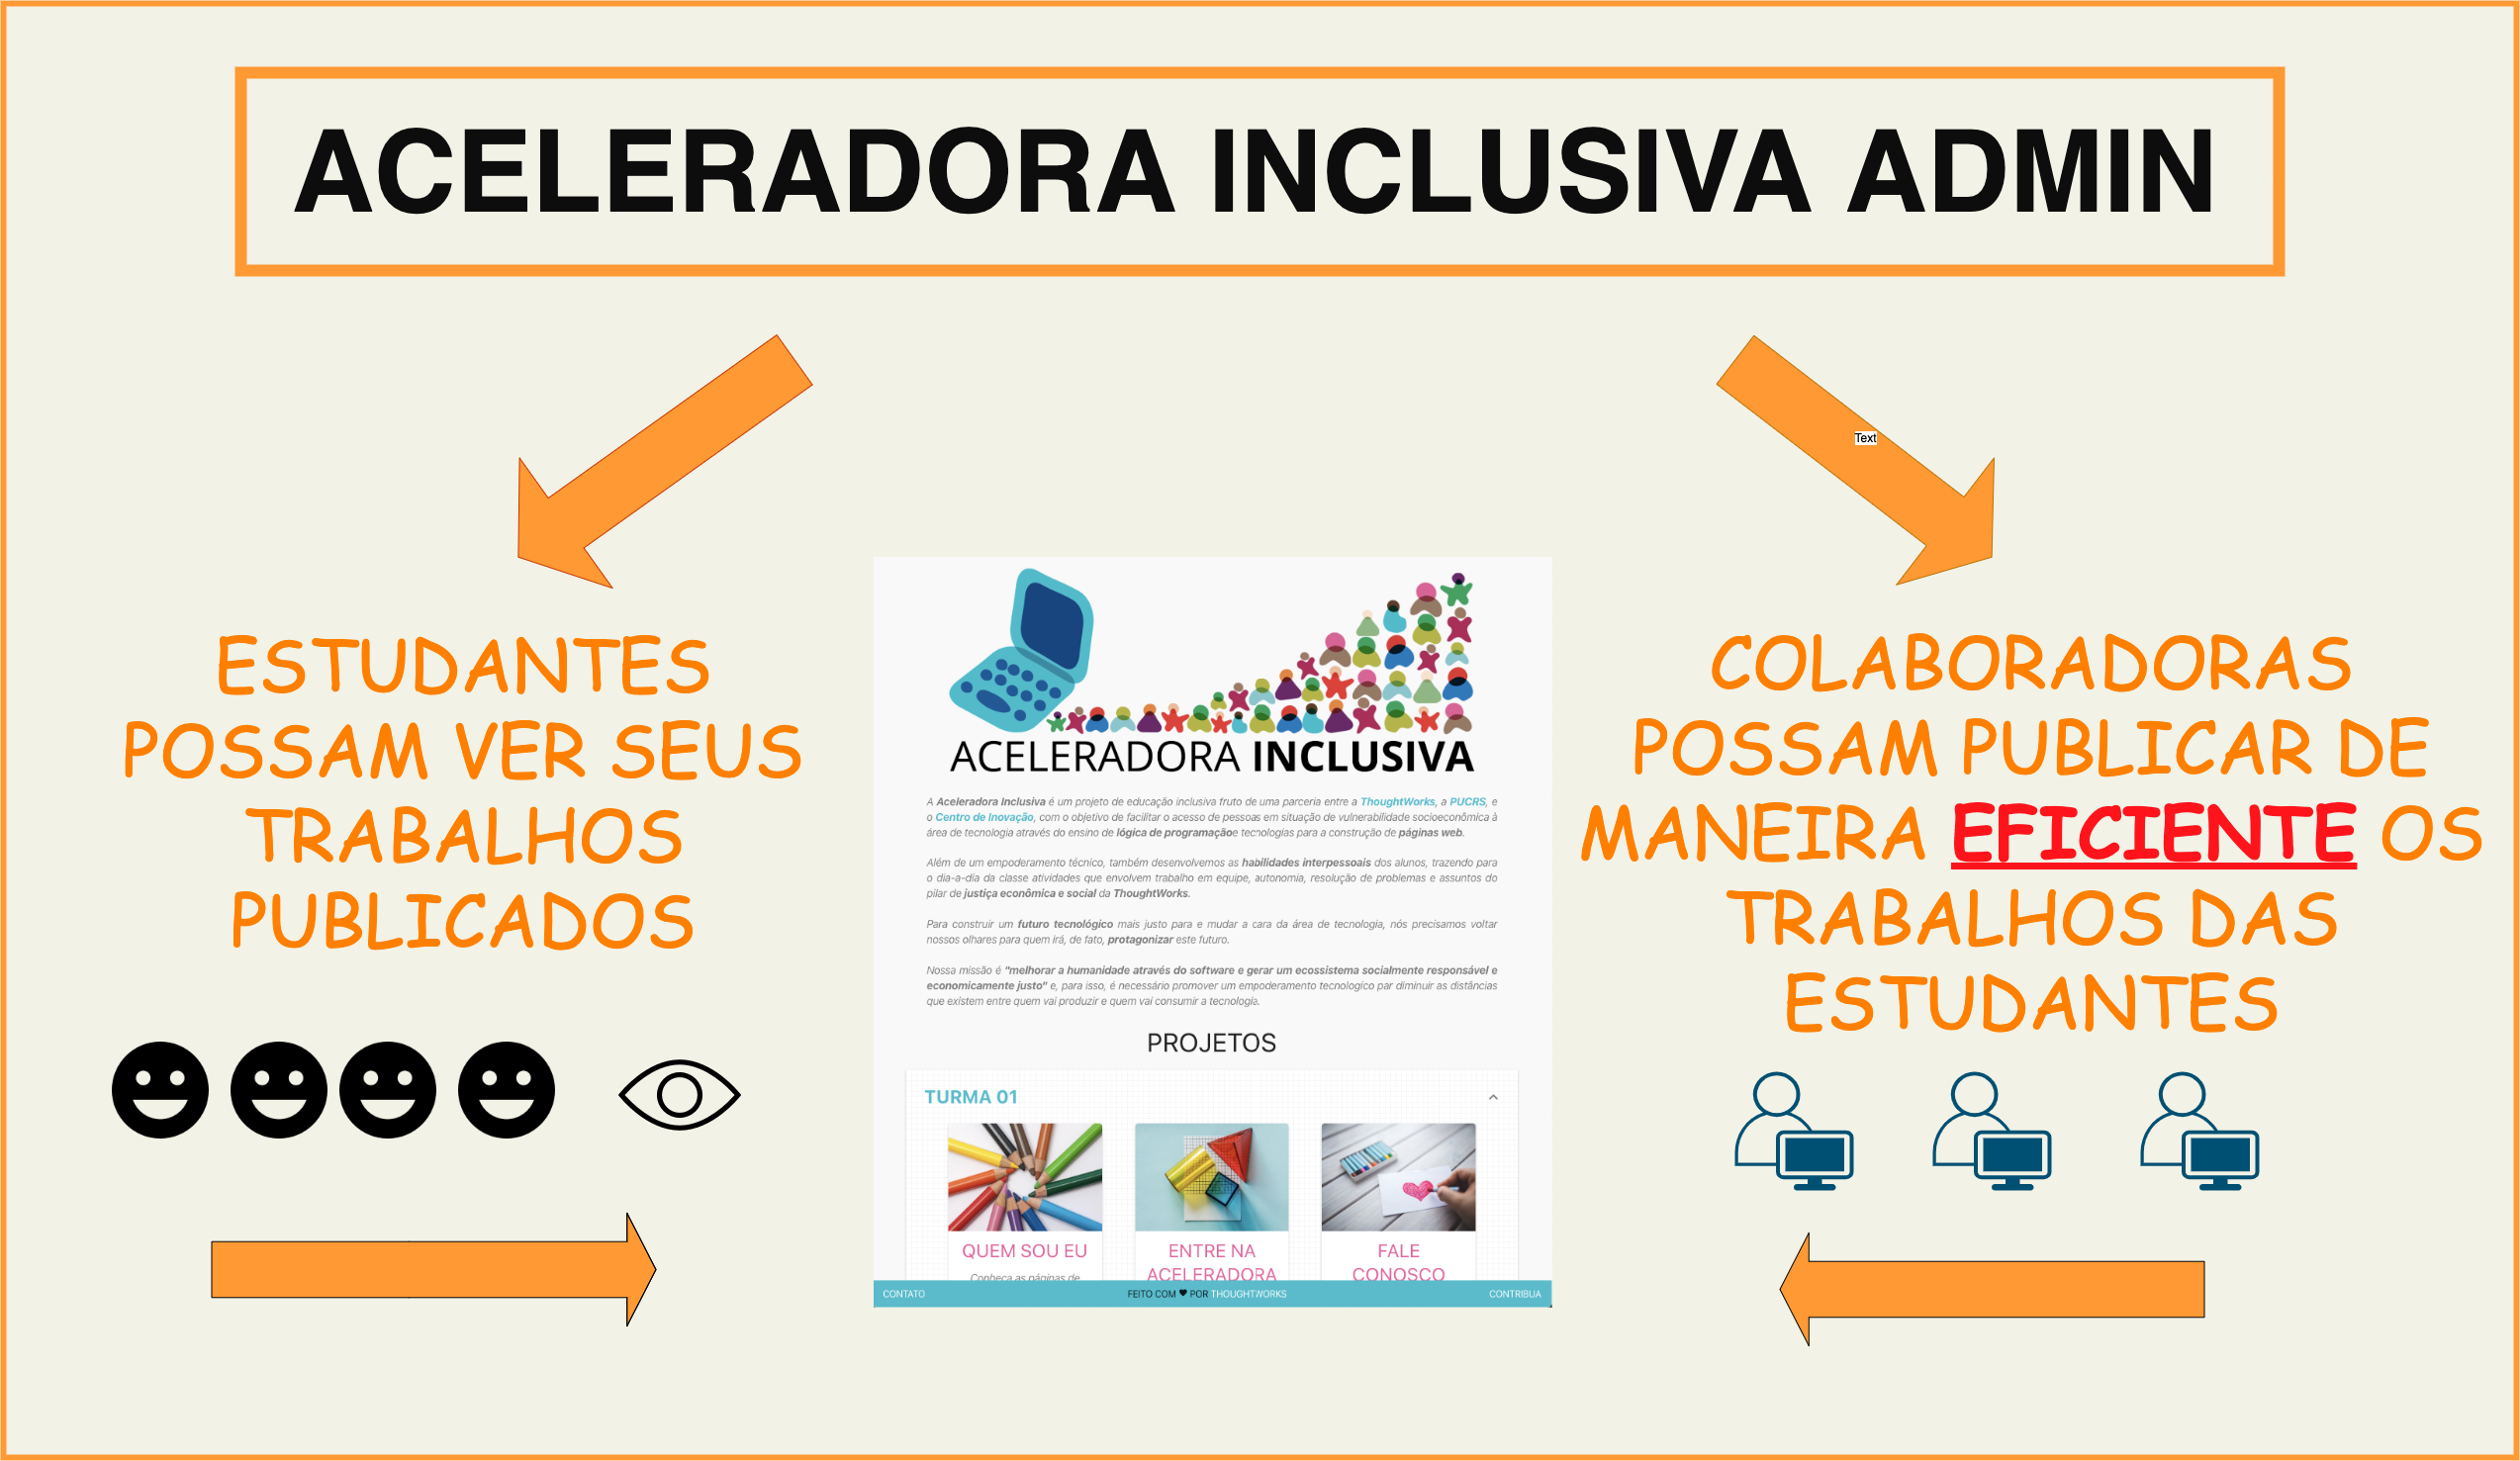 ACELERADORA INCLUSIVA ADMIN
Text
ESTUDANTES
POSSAM VER SEUS
TRABALHOS
PUBLICADOS
ACELERADORA INCLUSIVA
A Aceleradora Inclusiva é um projeto de educação inclusiva fruto de uma parceria entre a ThoughtWorks, a PUCRS, e
o Centro de Inovação, com o objetivo de facilitar o acesso de pessoas em situação de vulnerabilidade socioeconômica à
área de tecnologia através do ensino de lógica de programaçãoe tecnologias para a construção de páginas web.
Além de um empoderamento técnico, também desenvolvemos as habilidades interpessoais dos alunos, trazendo para
o dia-a-dia da classe atividades que envolvem trabalho em equipe, autonomia, resolução de problemas e assuntos do
pilar de justiça econômica e social da ThoughtWorks.
Para construir um futuro tecnológico mais justo para e mudar a cara da área de tecnologia, nós precisamos voltar
nossos olhares para quem irá, de fato, protagonizar este futuro.
Nossa missão é "melhorar a humanidade através do software e gerar um ecossistema socialmente responsável e
economicamente justo" e, para isso, é necessário promover um empoderamento tecnologíco par diminuir as distâncias
que existem entre quem vai produzir e quem vai consumir a tecnologia.
PROJETOS
TURMA 01
QUEM SOU EU
Conheça as páginas de
ENTRE NA
ACELERADORA
FALE
CONOSCO
CONTATO
FEITO COM ♥ POR THOUGHTWORKS
CONTRIBUA
COLABORADORAS
POSSAM PUBLICAR DE
MANEIRA EFICIENTE OS
TRABALHOS DAS
ESTUDANTES